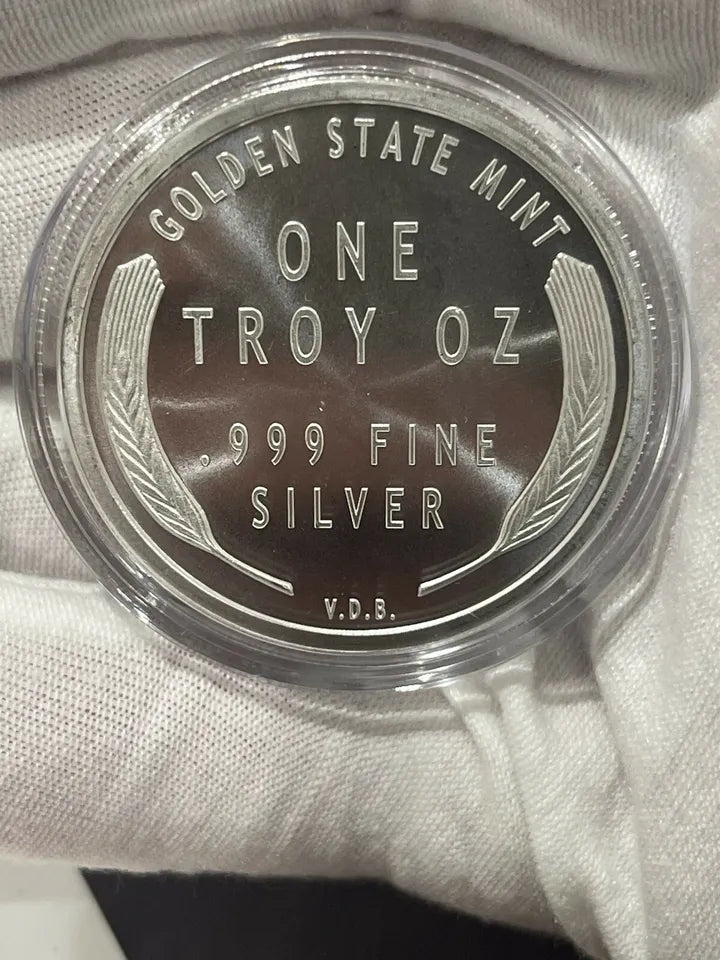 GOLDEN STATE MINT
ONE
TROY OZ
.999 FINE
SILVER
V.D.B.